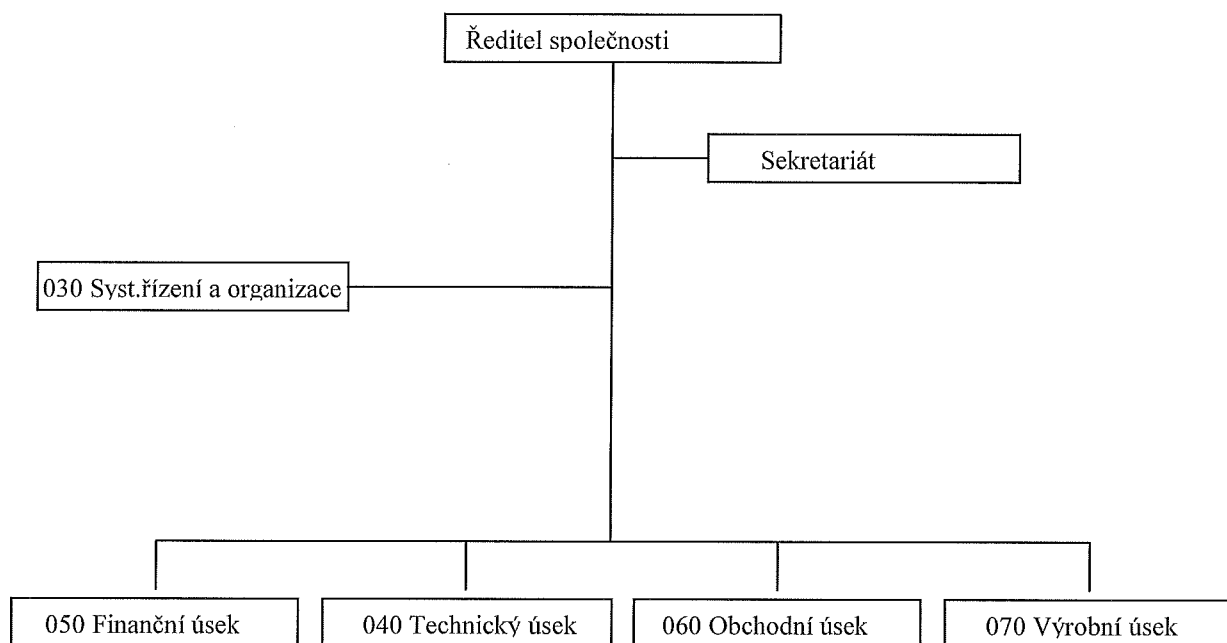 Ředitel společnosti
Sekretariát
030 Syst.řízení a organizace
050 Finanční úsek
040 Technický úsek
060 Obchodní úsek
070 Výrobní úsek